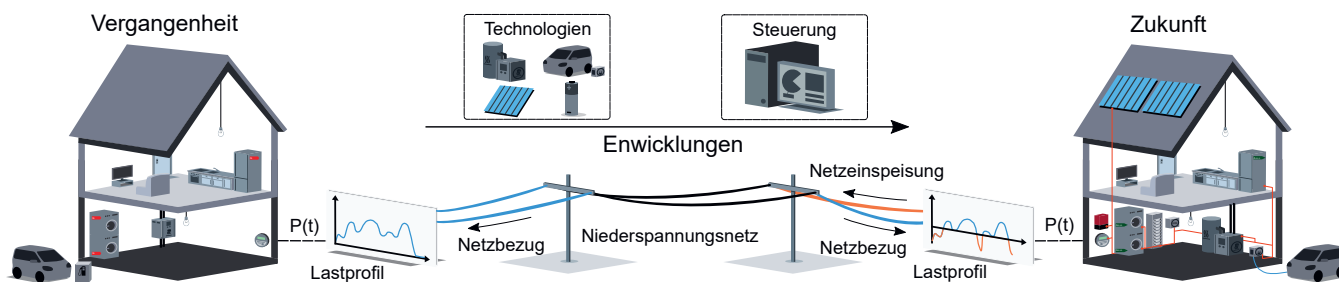 Vergangenheit
Technologien
Steuerung
Zukunft
Enwicklungen
Netzeinspeisung
P(t)
Netzbezug
Niederspannungsnetz
Netzbezug
P(t)
Lastprofil
Lastprofil